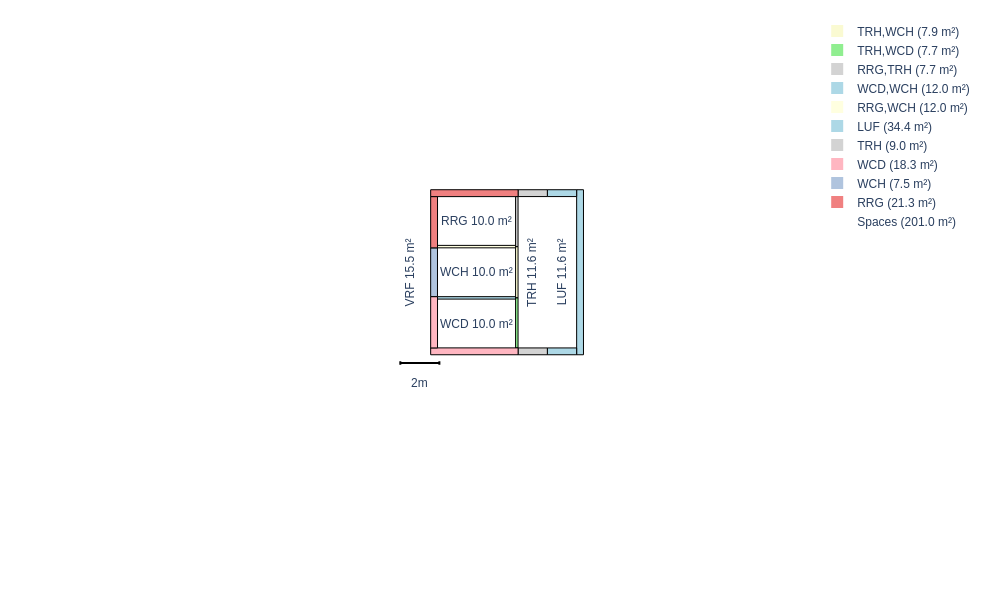 TRH,WCH (7.9 m²)
TRH,WCD (7.7 m²)
RRG,TRH (7.7 m²)
WCD,WCH (12.0 m²)
RRG,WCH (12.0 m²)
LUF (34.4 m²)
TRH (9.0 m²)
WCD (18.3 m²)
WCH (7.5 m²)
RRG (21.3 m²)
Spaces (201.0 m²)
RRG 10.0 m²
WCH 10.0 m²
WCD 10.0 m²
VRF 15.5 m²
TRH 11.6 m²
LUF 11.6 m²
2m